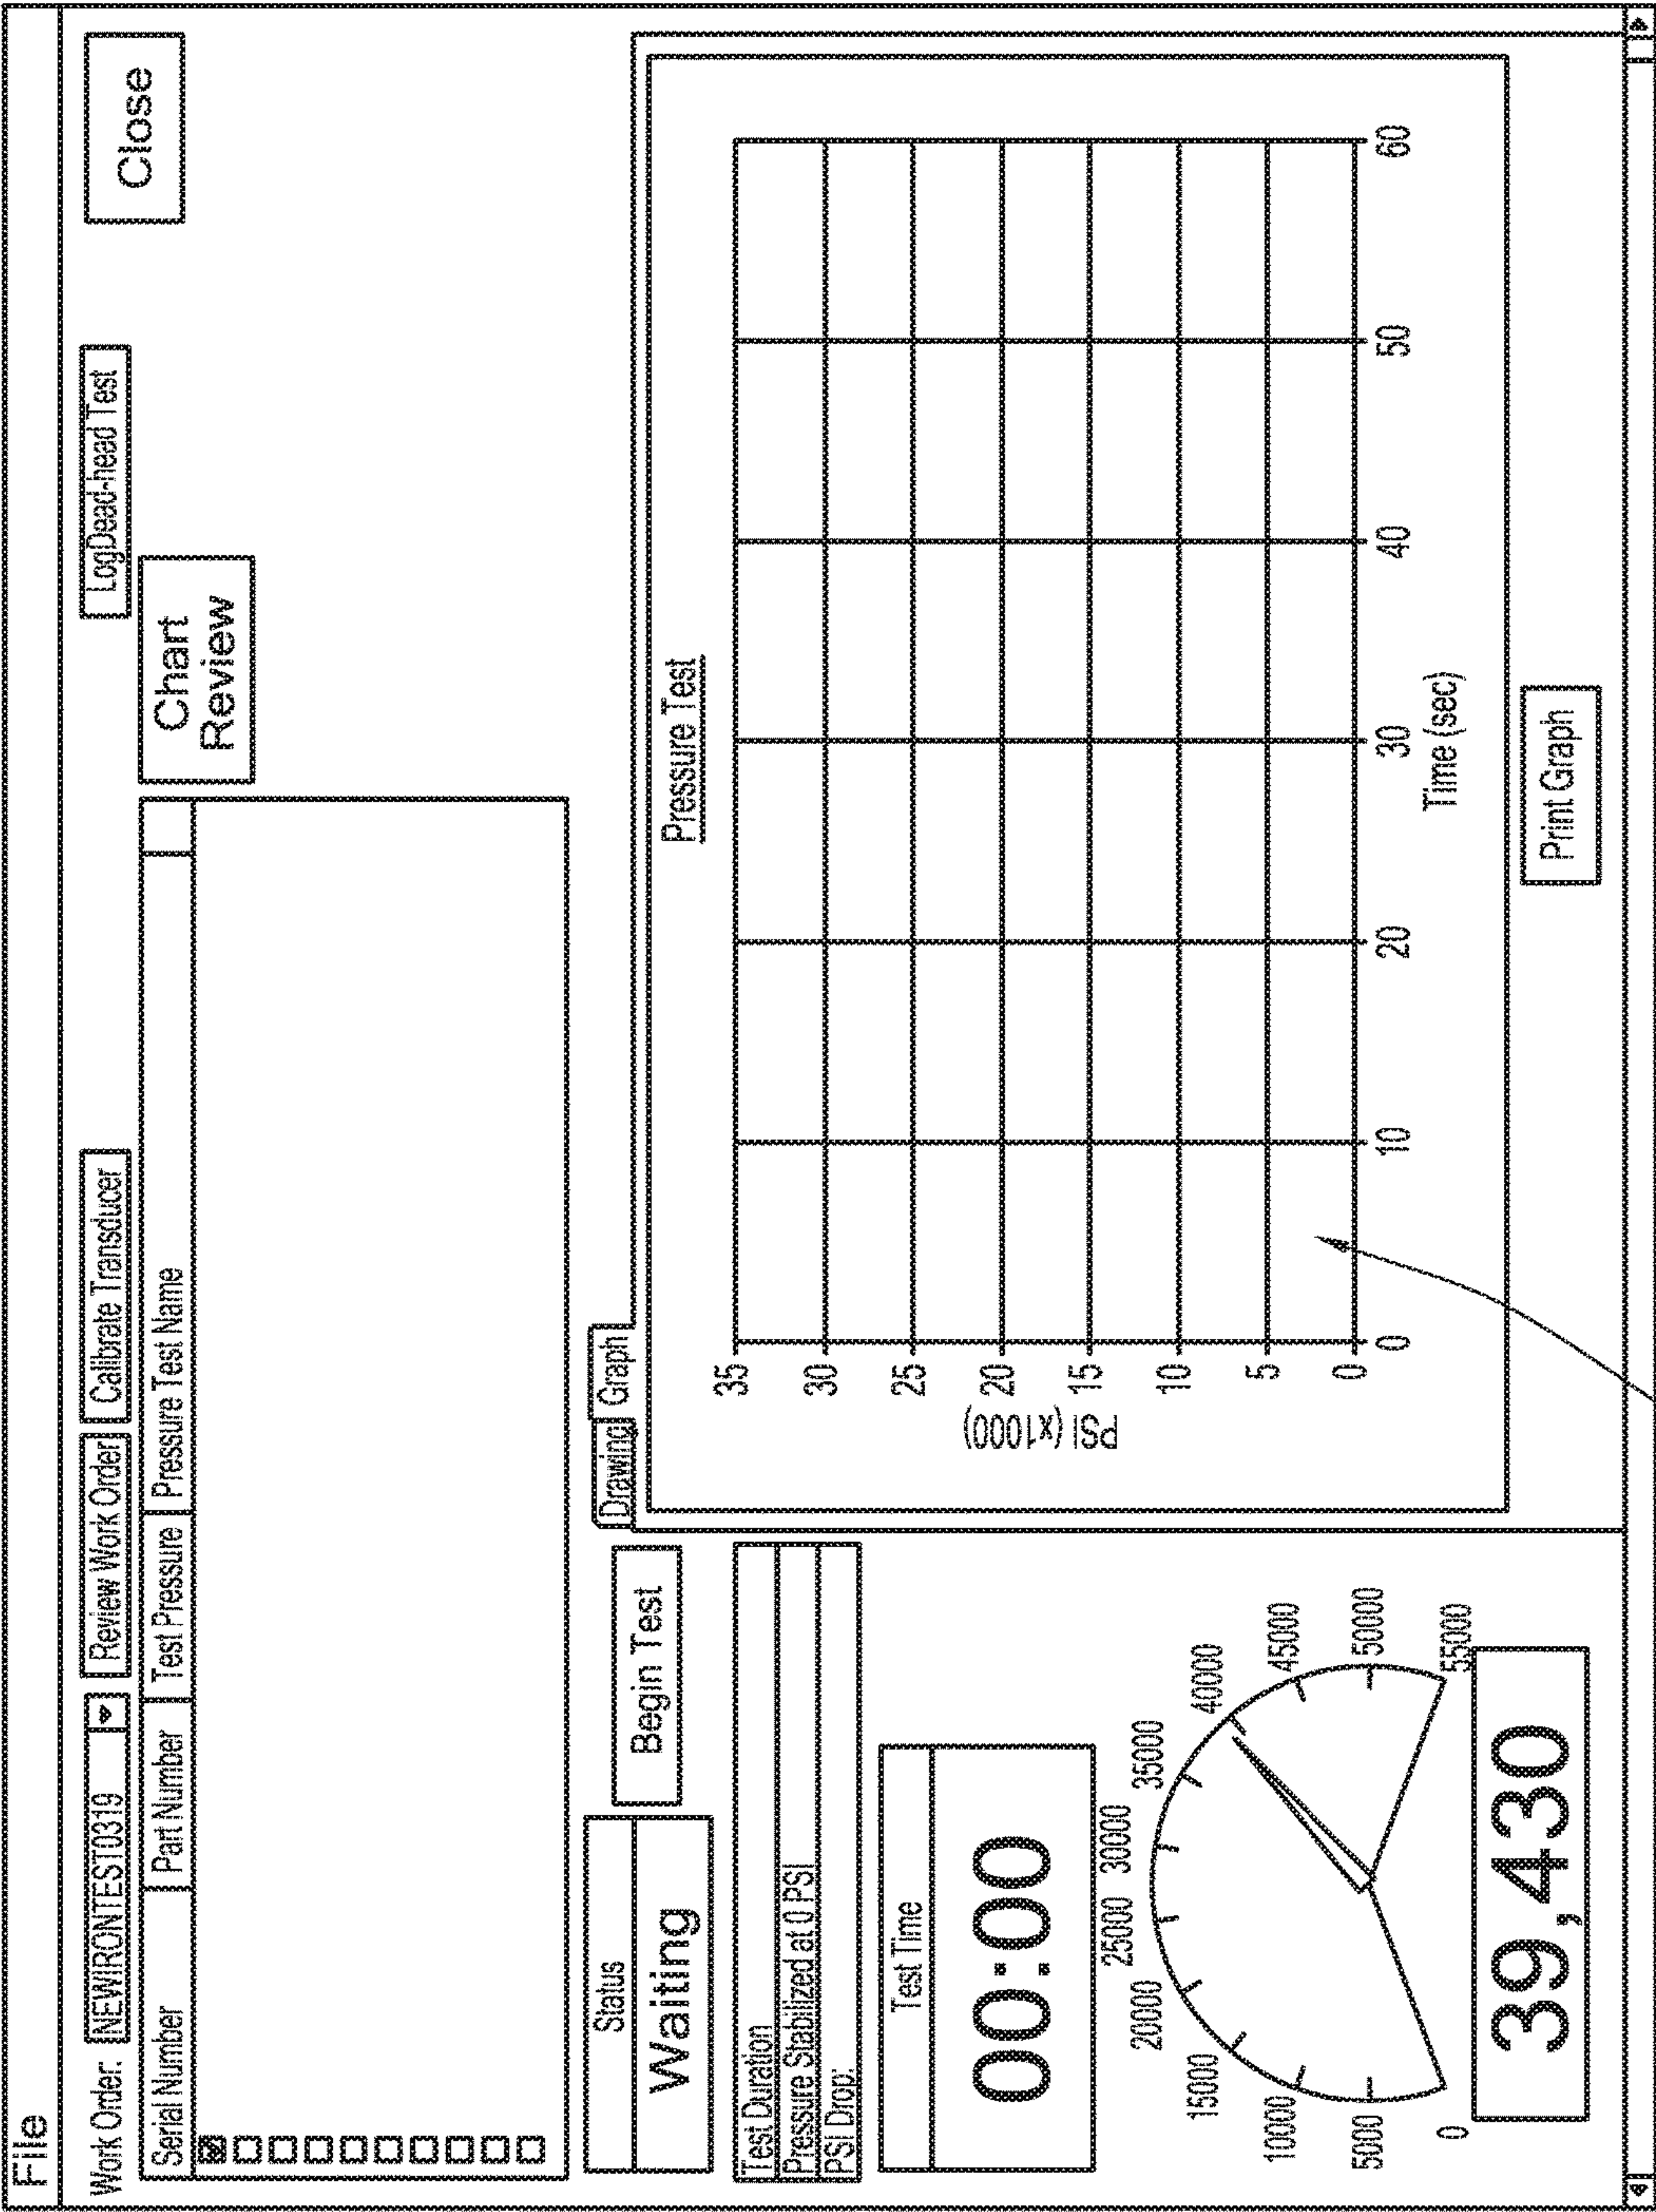 File
Work Order: NEWIRONTEST0319 Review Work Order Calibrate Transducer LogDead-head Test Close
Serial Number Part Number Test Pressure Pressure Test Name
Chart
Review
Status
Waiting
Begin Test
Test Duration
Pressure Stabilized at 0 PSI
PSI Drop:
Test Time
00:00
0
5000
10000
15000
20000
25000
30000
35000
40000
45000
50000
55000
39,430
Drawing Graph
Pressure Test
PSI (x1000)
35
30
25
20
15
10
5
0
0 10 20 30 40 50 60
Time (sec)
Print Graph